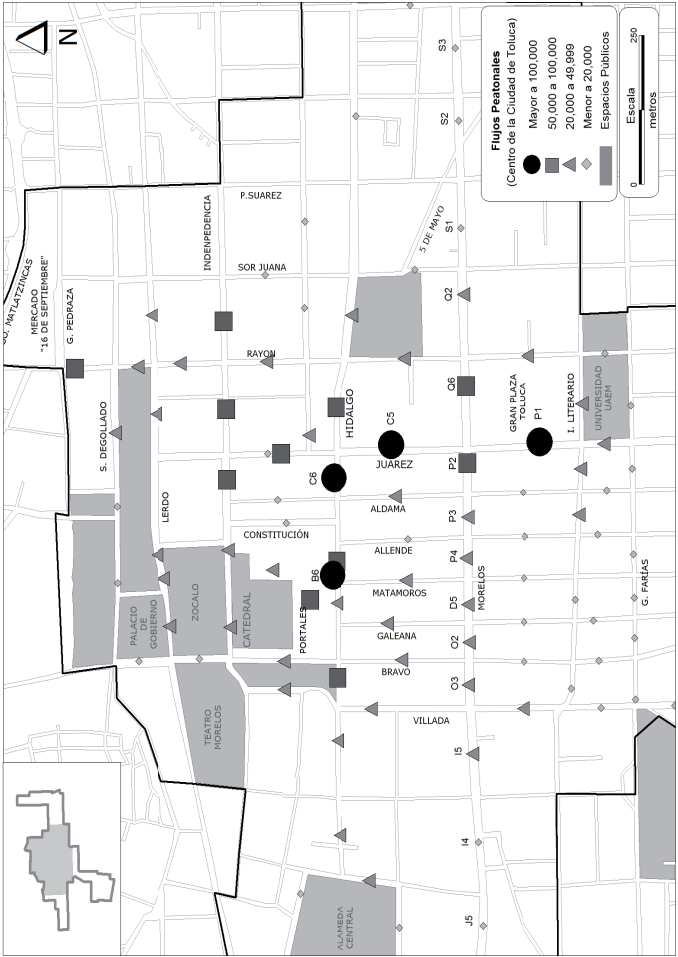 N
Flujos Peatonales
(Centro de la Ciudad de Toluca)
Mayor a 100,000
50,000 a 100,000
20,000 a 49,999
Menor a 20,000
Espacios Públicos
0
250
Escala
metros
GO. MATLATZINCAS
MERCADO
"16 DE SEPTIEMBRE"
G. PEDRAZA
INDENPEDENCIA
P.SUAREZ
SOR JUANA
5 DE MAYO
S3
S2
S1
Q2
RAYON
S. DEGOLLADO
LERDO
HIDALGO
C5
C6
JUAREZ
Q6
P2
GRAN PLAZA
TOLUCA
P1
I. LITERARIO
UNIVERSIDAD
UAEM
ALDAMA
P3
CONSTITUCIÓN
ALLENDE
P4
B6
MATAMOROS
D5
MORELOS
G. FARÍAS
PALACIO
DE
GOBIERNO
ZOCALO
CATEDRAL
PORTALES
GALEANA
O2
BRAVO
O3
TEATRO
MORELOS
VILLADA
I5
I4
J5
ALAMEDA
CENTRAL